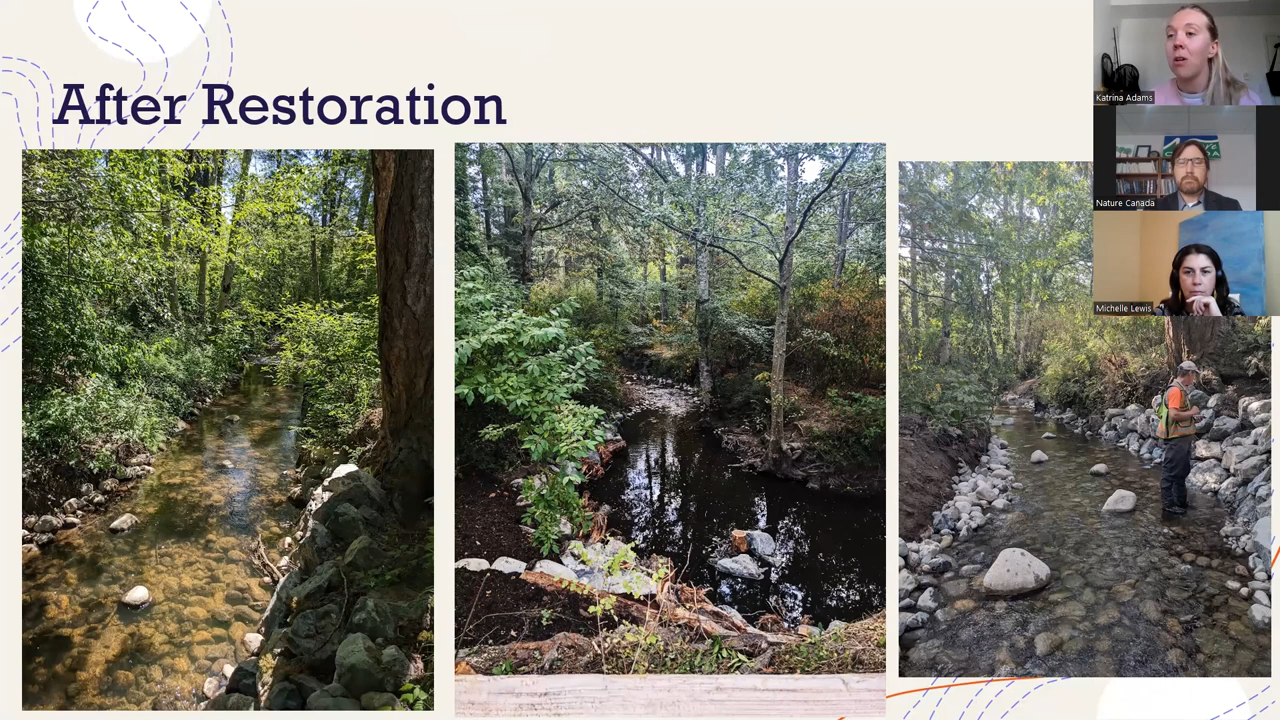 After Restoration
Katrina Adams
Nature Canada
Michelle Lewis